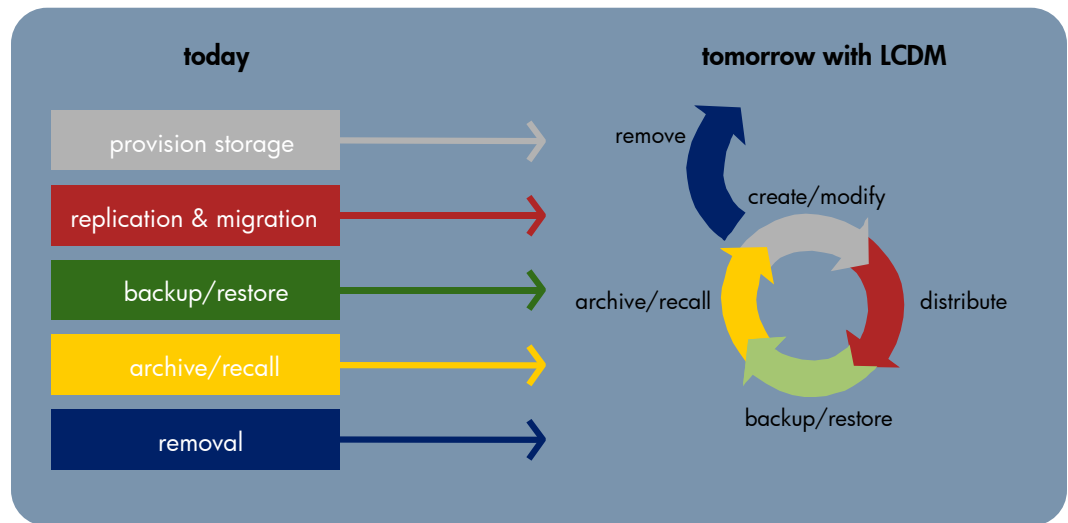 today
provision storage
replication & migration
backup/restore
archive/recall
removal
tomorrow with LCDM
remove
create/modify
archive/recall
distribute
backup/restore